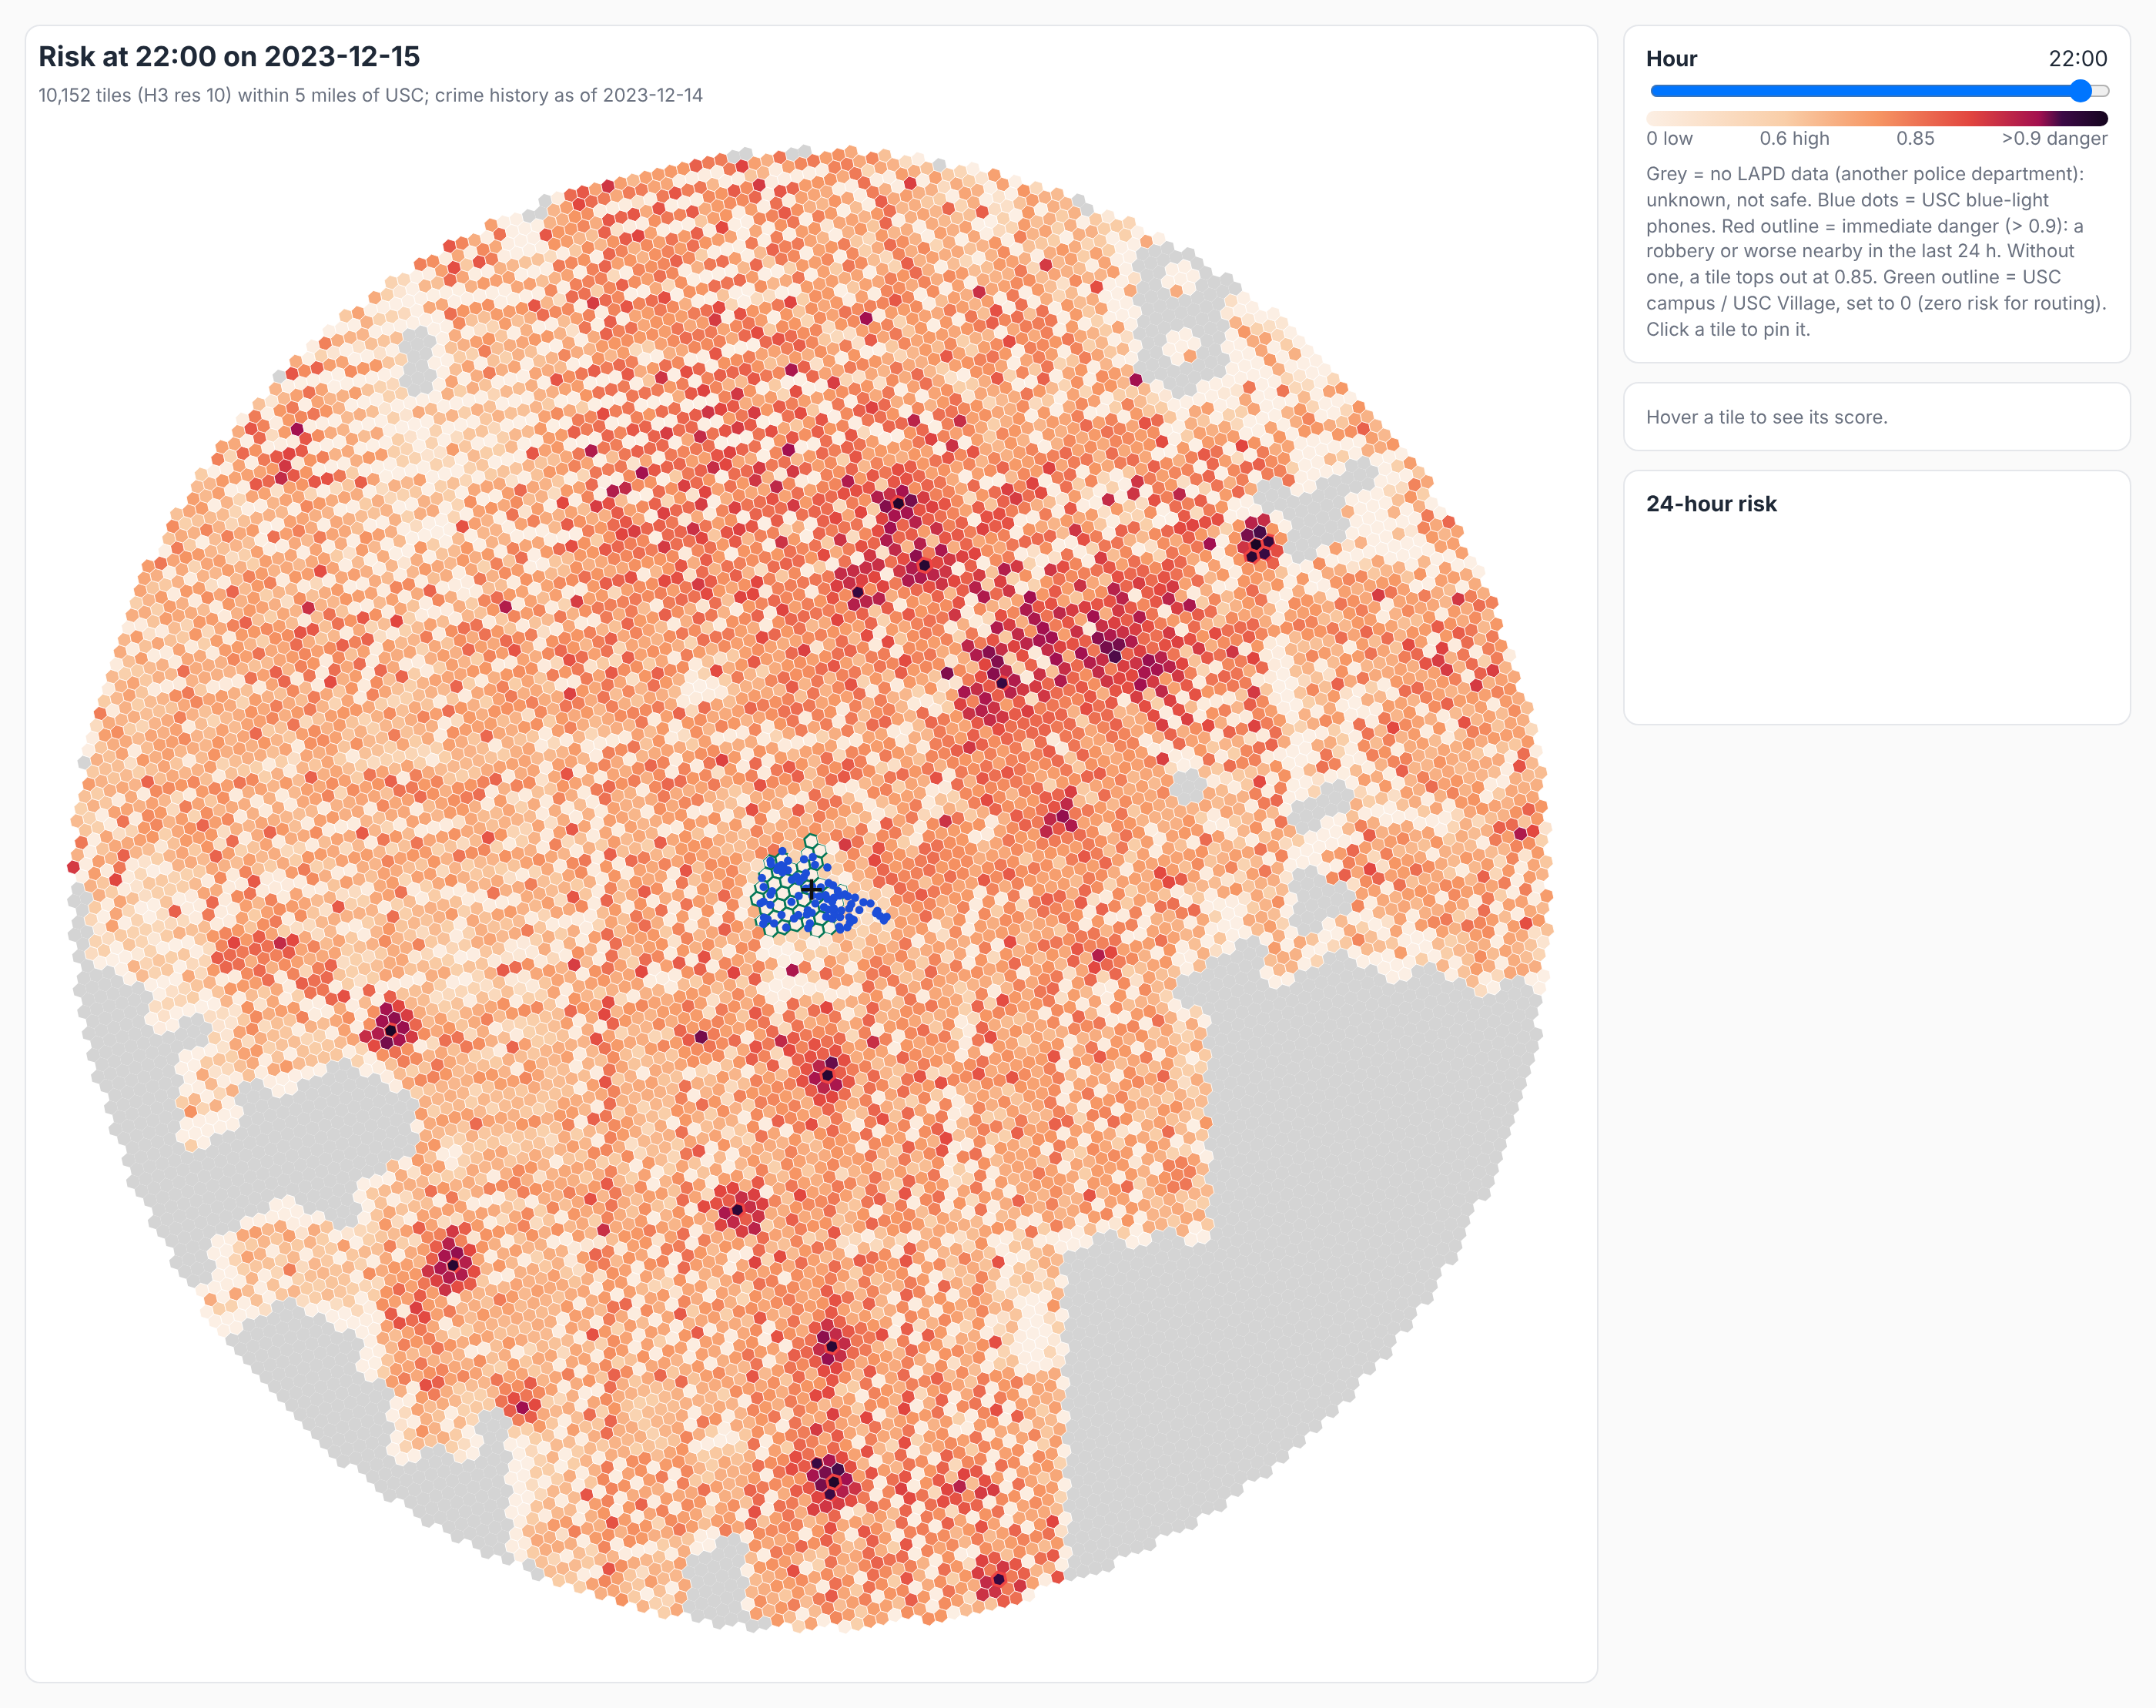 Risk at 22:00 on 2023-12-15
10,152 tiles (H3 res 10) within 5 miles of USC; crime history as of 2023-12-14
Hour 22:00
0 low 0.6 high 0.85 >0.9 danger
Grey = no LAPD data (another police department):
unknown, not safe. Blue dots = USC blue-light
phones. Red outline = immediate danger (> 0.9): a
robbery or worse nearby in the last 24 h. Without
one, a tile tops out at 0.85. Green outline = USC
campus / USC Village, set to 0 (zero risk for routing).
Click a tile to pin it.
Hover a tile to see its score.
24-hour risk